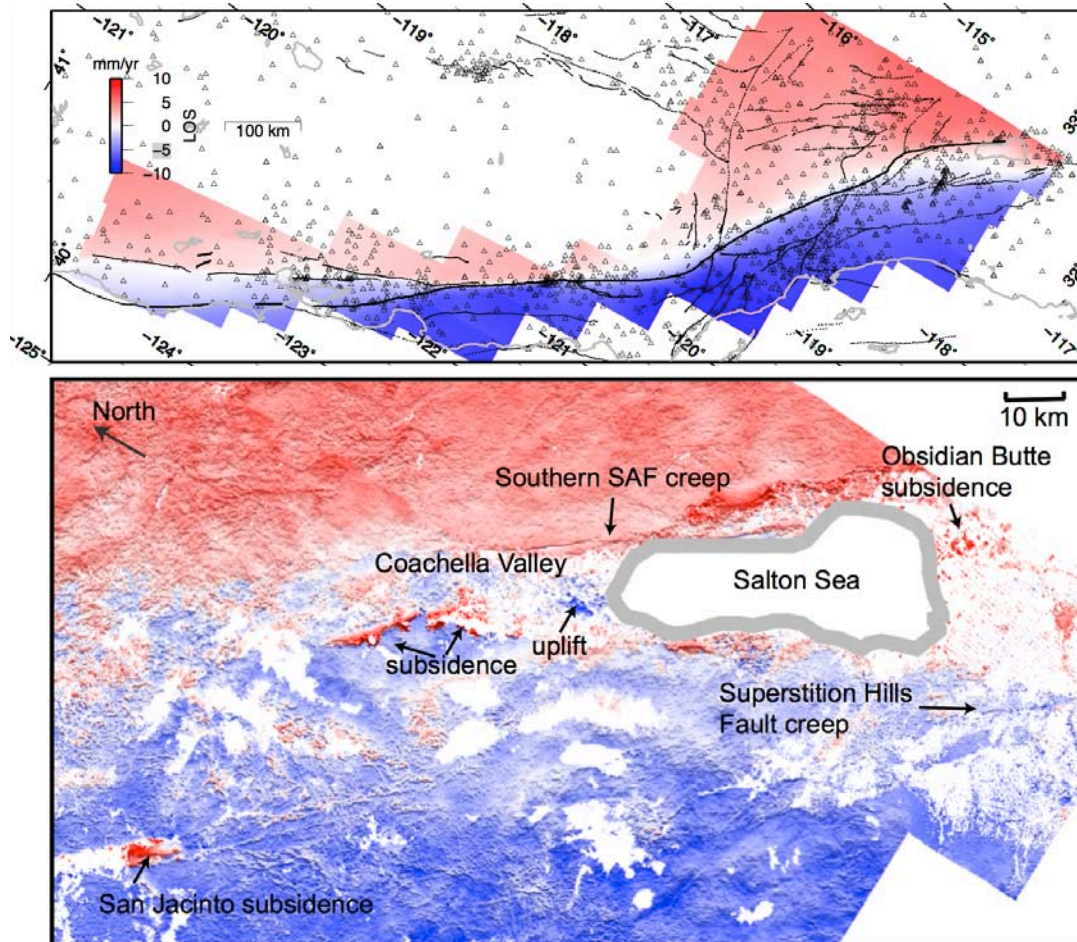 −121°
−120°
−119°
−118°
−117°
−116°
−115°
41°
mm/yr
10
5
0
−5
−10
LOS
100 km
33°
40°
32°
−125°
−124°
−123°
−122°
−121°
−120°
−119°
−118°
−117°
North
10 km
Obsidian Butte
subsidence
Southern SAF creep
Coachella Valley
Salton Sea
uplift
subsidence
Superstition Hills
Fault creep
San Jacinto subsidence